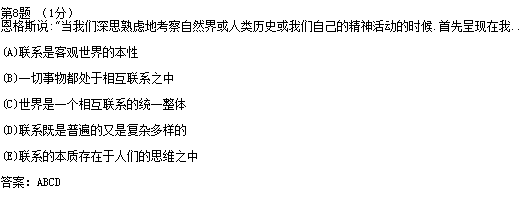 第8题 （1分）
恩格斯说:"当我们深思熟虑地考察自然界或人类历史或我们自己的精神活动的时候.首先呈现在我..
(A)联系是客观世界的本性
(B)一切事物都处于相互联系之中
(C)世界是一个相互联系的统一整体
(D)联系既是普遍的又是复杂多样的
(E)联系的本质存在于人们的思维之中
答案: ABCD